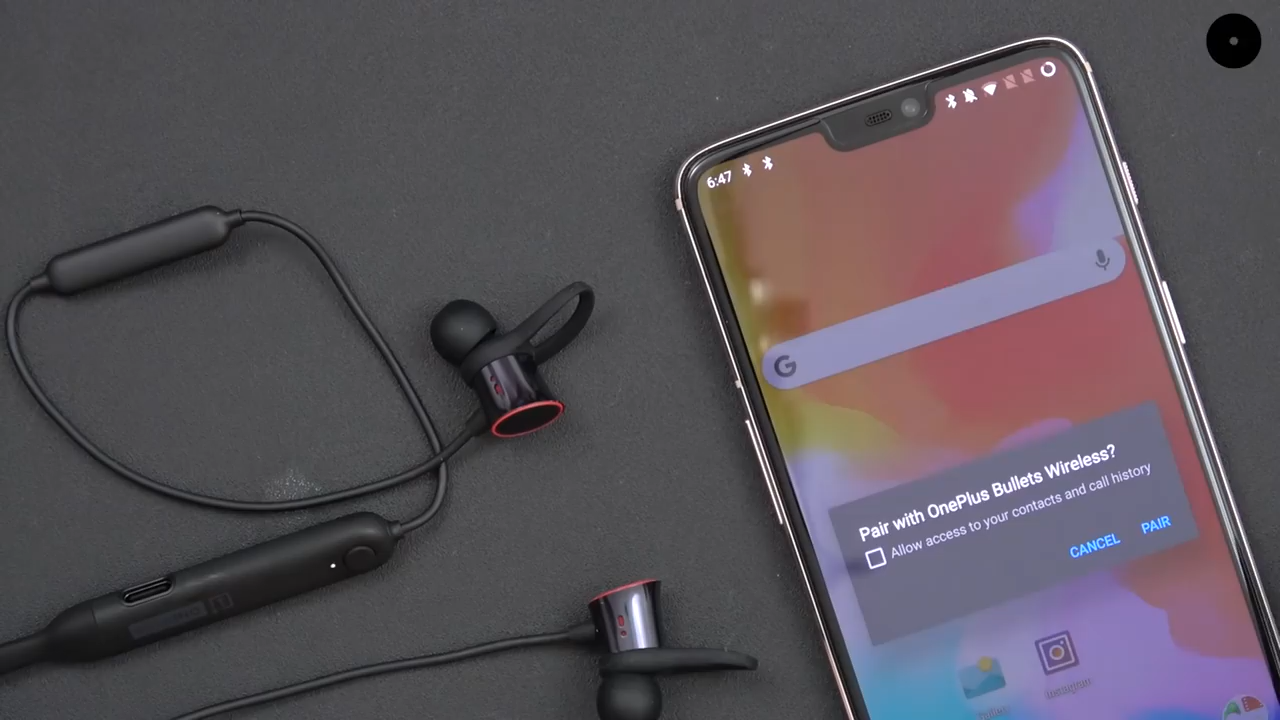 6:47
G
Pair with OnePlus Bullets Wireless?
Allow access to your contacts and call history
CANCEL PAIR
Instagram